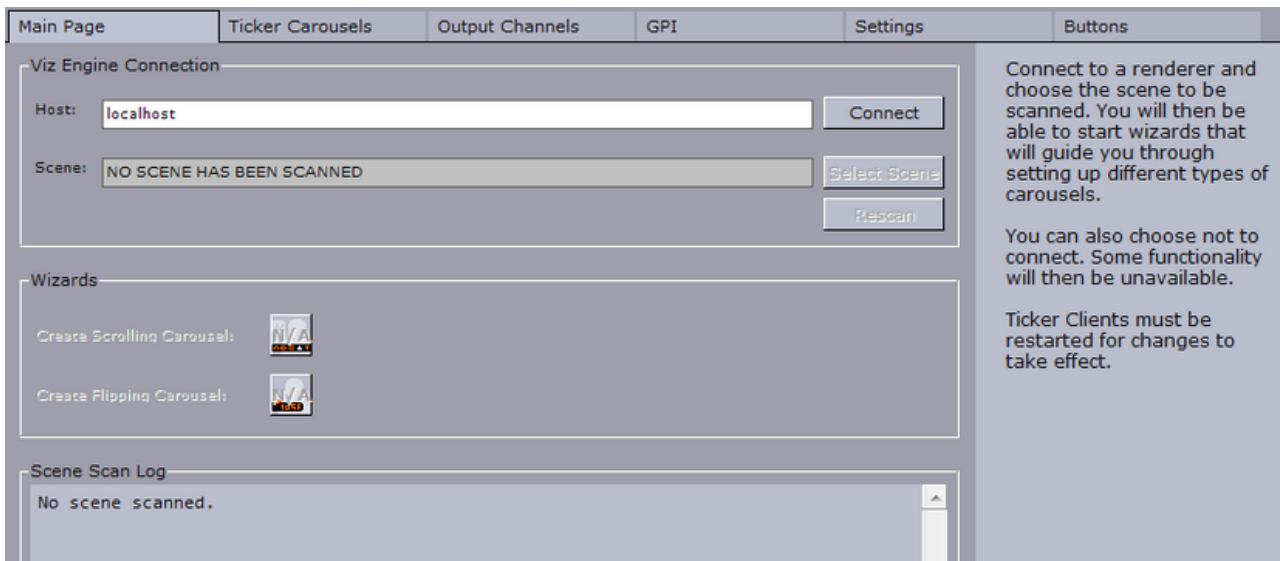 Main Page
Ticker Carousels
Output Channels
GPI
Settings
Buttons
Viz Engine Connection
Host:
localhost
Connect
Scene:
NO SCENE HAS BEEN SCANNED
Select Scene
Rescan
Wizards
Create Scrolling Carousel:
N/A
Create Flipping Carousel:
N/A
Scene Scan Log
No scene scanned.
Connect to a renderer and
choose the scene to be
scanned. You will then be
able to start wizards that
will guide you through
setting up different types of
carousels.
You can also choose not to
connect. Some functionality
will then be unavailable.
Ticker Clients must be
restarted for changes to
take effect.